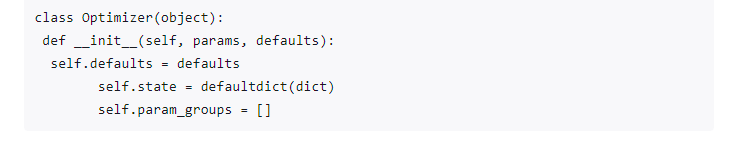 class Optimizer(object):
 def __init__(self, params, defaults):
  self.defaults = defaults
        self.state = defaultdict(dict)
        self.param_groups = []